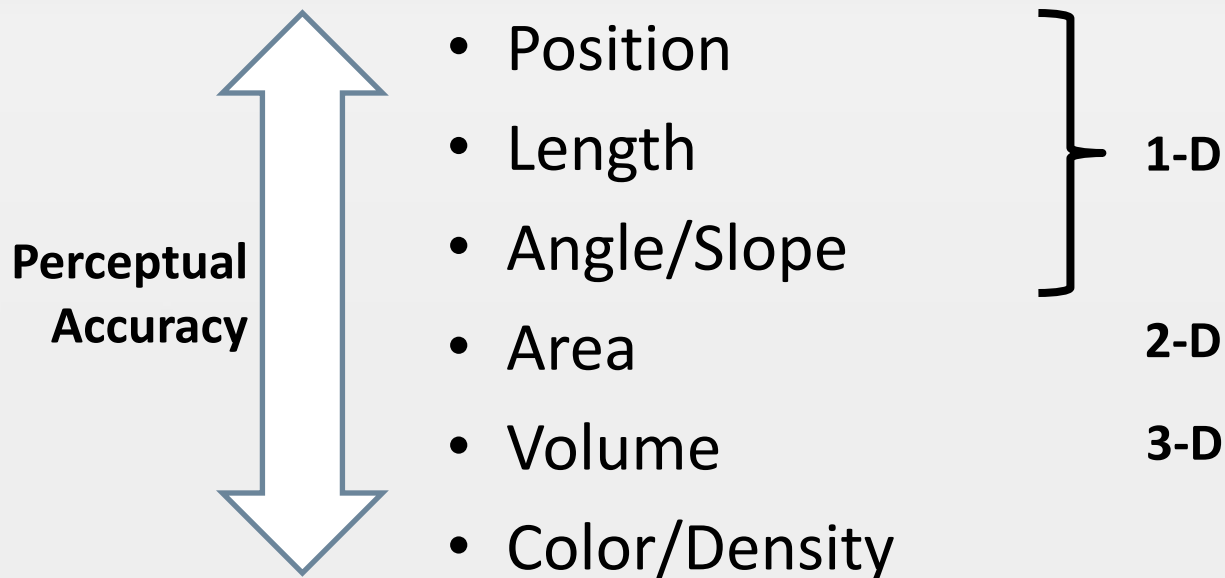 • Position
• Length
1-D
• Angle/Slope
Perceptual
Accuracy
• Area
2-D
• Volume
3-D
• Color/Density